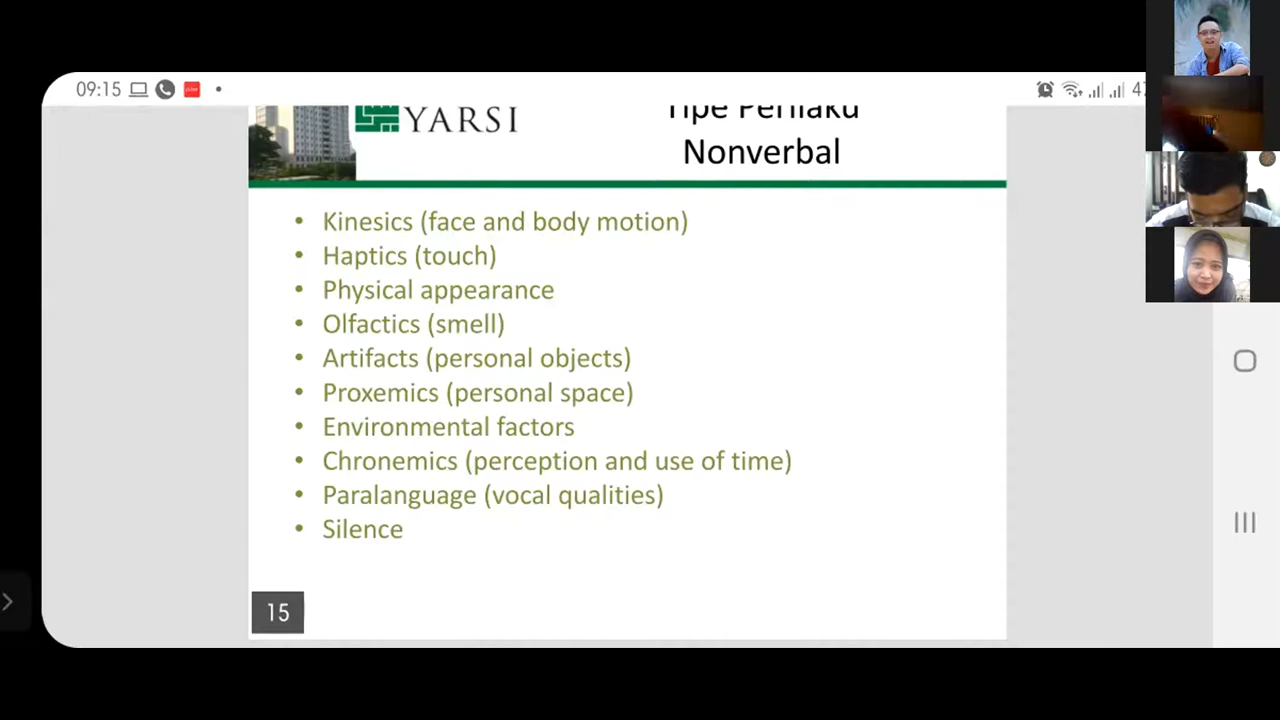 09:15
47
YARSI
Tipe Perilaku
Nonverbal
• Kinesics (face and body motion)
• Haptics (touch)
• Physical appearance
• Olfactics (smell)
• Artifacts (personal objects)
• Proxemics (personal space)
• Environmental factors
• Chronemics (perception and use of time)
• Paralanguage (vocal qualities)
• Silence
15